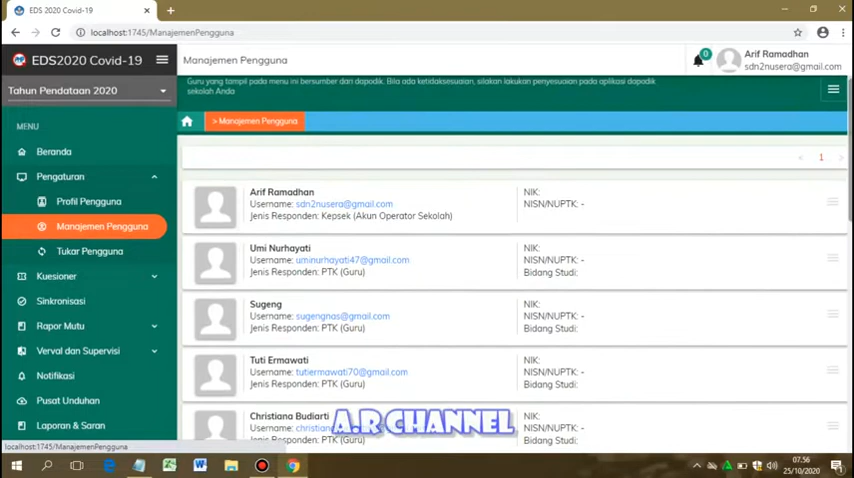 EDS 2020 Covid-19
localhost:1745/ManajemenPengguna
EDS2020 Covid-19
Manajemen Pengguna
0
Arif Ramadhan
sdn2nusera@gmail.com
Tahun Pendataan 2020
Guru yang tampil pada menu ini bersumber dari dapodik. Bila ada ketidaksesuaian, silakan lakukan penyesuaian pada aplikasi dapodik
sekolah Anda
> Manajemen Pengguna
MENU
Beranda
Pengaturan
Profil Pengguna
Manajemen Pengguna
Tukar Pengguna
Kuesioner
Sinkronisasi
Rapor Mutu
Verval dan Supervisi
Notifikasi
Pusat Unduhan
Laporan & Saran
< 1 >
Arif Ramadhan
Username: sdn2nusera@gmail.com
Jenis Responden: Kepsek (Akun Operator Sekolah)
NIK:
NISN/NUPTK: -
Umi Nurhayati
Username: uminurhayati47@gmail.com
Jenis Responden: PTK (Guru)
NIK:
NISN/NUPTK: -
Bidang Studi:
Sugeng
Username: sugengnas@gmail.com
Jenis Responden: PTK (Guru)
NIK:
NISN/NUPTK: -
Bidang Studi:
Tuti Ermawati
Username: tutiermawati70@gmail.com
Jenis Responden: PTK (Guru)
NIK:
NISN/NUPTK: -
Bidang Studi:
Christiana Budiarti
Username: christian
Jenis Responden: PTK (Guru)
NIK:
NISN/NUPTK: -
Bidang Studi:
A.R CHANNEL
localhost:1745/ManajemenPengguna
07.56
25/10/2020